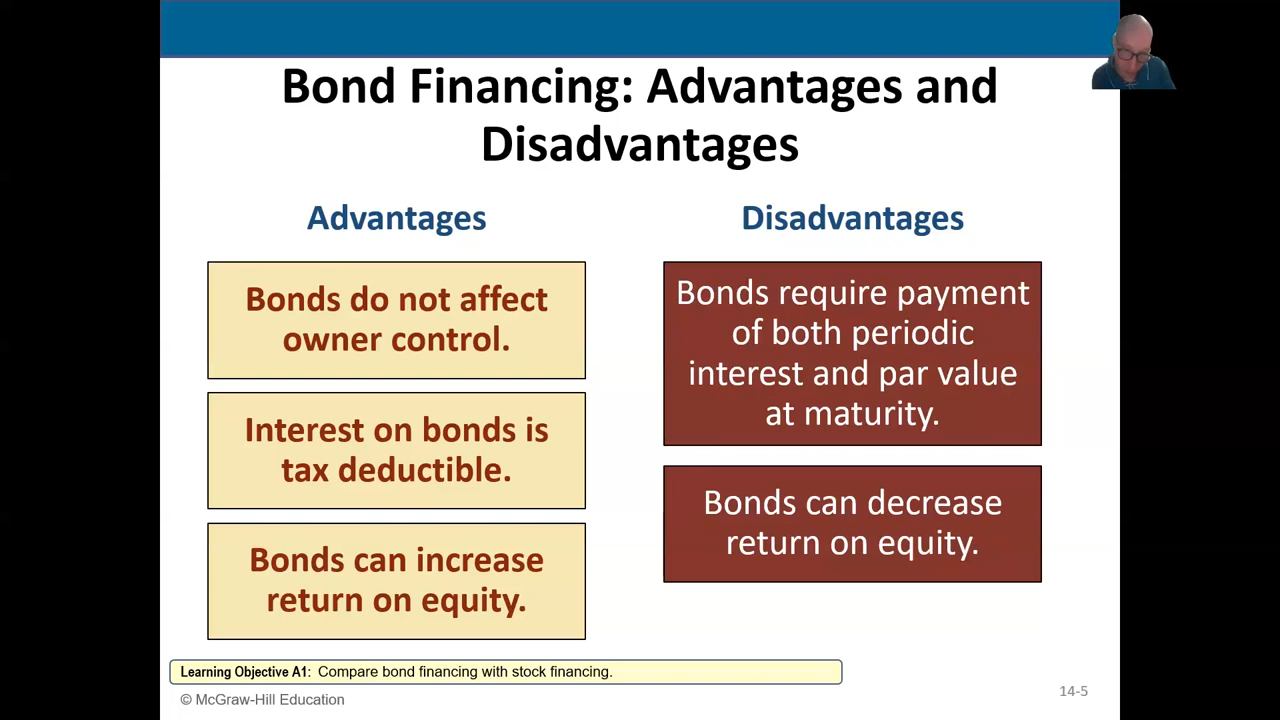 Bond Financing: Advantages and
Disadvantages
Advantages
Bonds do not affect
owner control.
Interest on bonds is
tax deductible.
Bonds can increase
return on equity.
Disadvantages
Bonds require payment
of both periodic
interest and par value
at maturity.
Bonds can decrease
return on equity.
Learning Objective A1: Compare bond financing with stock financing.
© McGraw-Hill Education
14-5